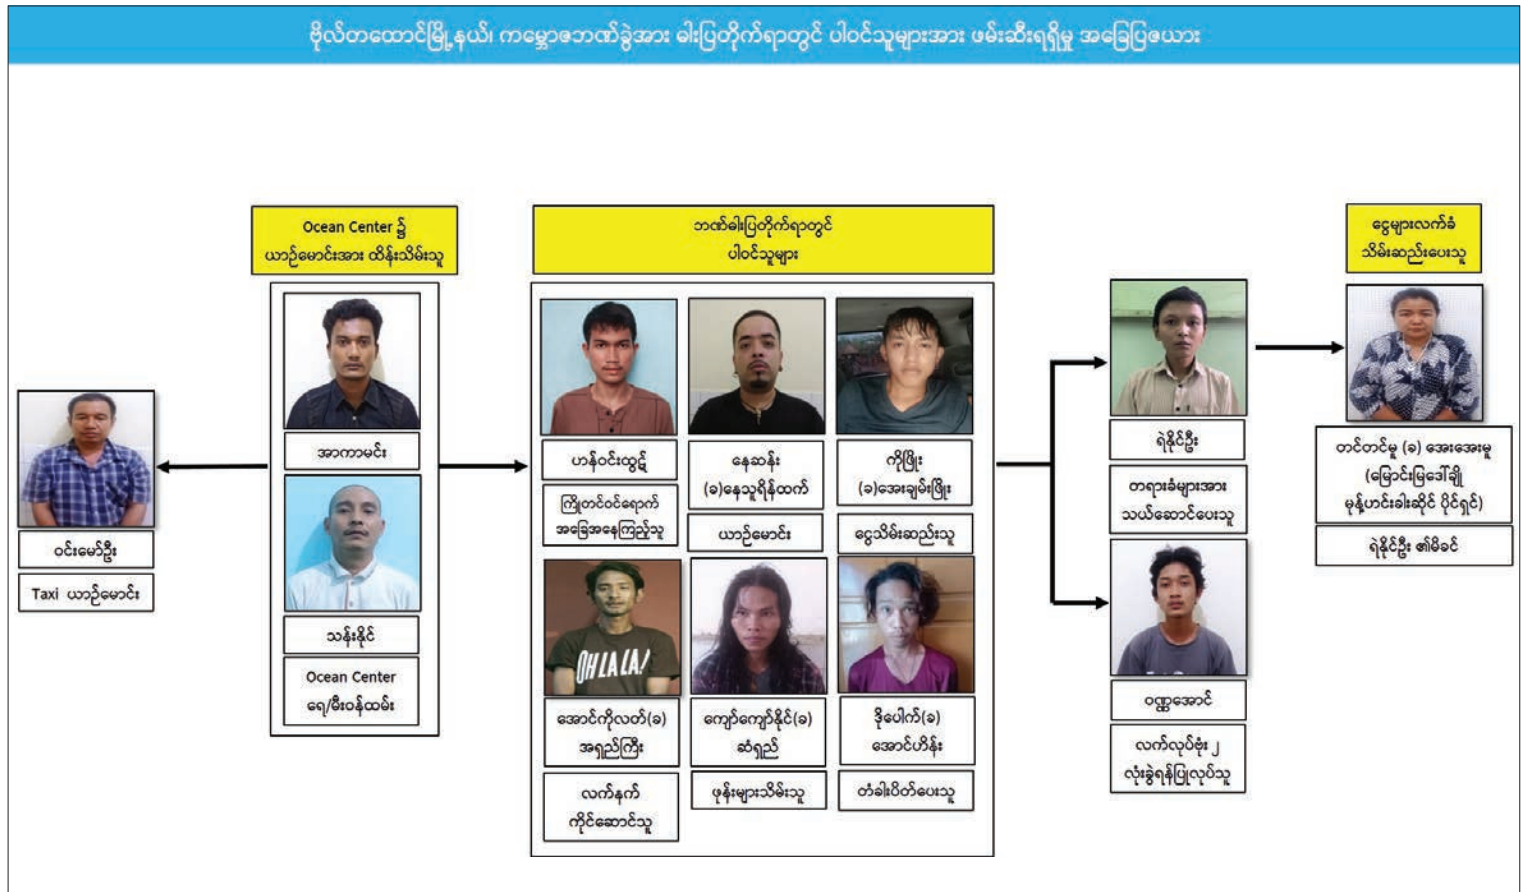 ဗိုလ်တထောင်မြို့နယ်၊ ကမ္ဘောဇဘဏ်ခွဲအား ဓါးပြတိုက်ရာတွင် ပါဝင်သူများအား ဖမ်းဆီးရရှိမှု အခြေပြဇယား
Ocean Center ၌
ယာဉ်မောင်းအား ထိန်းသိမ်းသူ
ဘဏ်ဓါးပြတိုက်ရာတွင်
ပါဝင်သူများ
ငွေများလက်ခံ
သိမ်းဆည်းပေးသူ
ဝင်းမော်ဦး
Taxi ယာဉ်မောင်း
အာကာမင်း
သန်းနိုင်
Ocean Center
ရေ/မီးဝန်ထမ်း
ဟန်ဝင်းထွဋ်
ကြိုတင်ဝင်ရောက်
အခြေအနေကြည့်သူ
နေဆန်း
(ခ)နေသူရိန်ထက်
ယာဉ်မောင်း
ကိုဖြိုး
(ခ)အေးချမ်းဖြိုး
ငွေသိမ်းဆည်းသူ
OH LA LA!
အောင်ကိုလတ်(ခ)
အရှည်ကြီး
လက်နက်
ကိုင်ဆောင်သူ
ကျော်ကျော်နိုင်(ခ)
ဆံရှည်
ဖုန်းများသိမ်းသူ
ဒိုပေါက်(ခ)
အောင်ဟိန်း
တံခါးပိတ်ပေးသူ
ရဲနိုင်ဦး
တရားခံများအား
သယ်ဆောင်ပေးသူ
ဝဏ္ဏအောင်
လက်လုပ်ဗုံး ၂
လုံးခွဲရန်ပြုလုပ်သူ
တင်တင်မူ (ခ) အေးအေးမူ
(မြောင်းမြဒေါ်ချို
မုန့်ဟင်းခါးဆိုင် ပိုင်ရှင်)
ရဲနိုင်ဦး ၏မိခင်